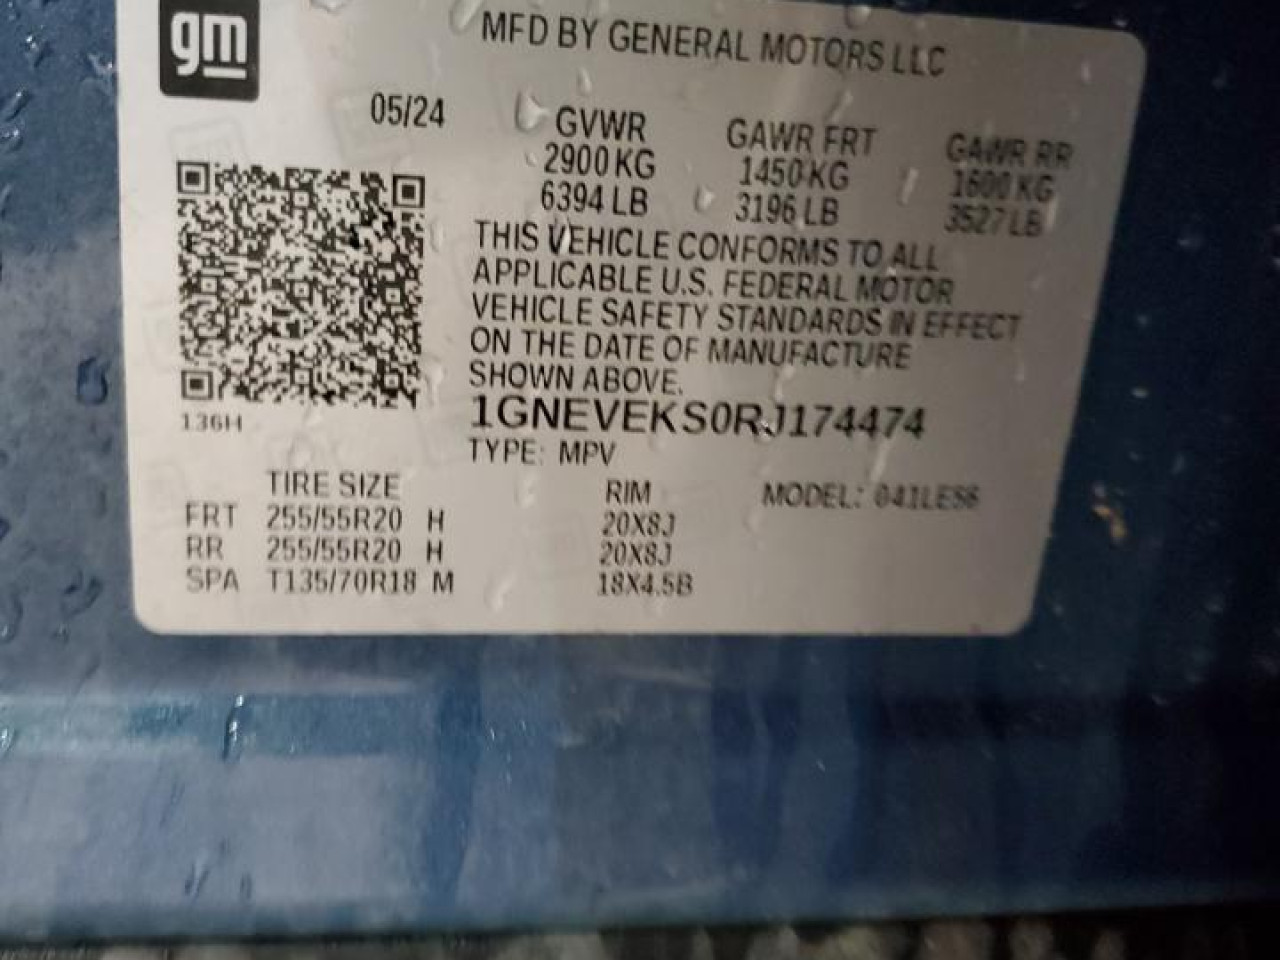 gm
MFD BY GENERAL MOTORS LLC
05/24 GVWR GAWR FRT GAWR RR
2900 KG 1450 KG 1600 KG
6394 LB 3196 LB 3527 LB
THIS VEHICLE CONFORMS TO ALL
APPLICABLE U.S. FEDERAL MOTOR
VEHICLE SAFETY STANDARDS IN EFFECT
ON THE DATE OF MANUFACTURE
SHOWN ABOVE.
136H
1GNEVEKS0RJ174474
TYPE: MPV
TIRE SIZE RIM MODEL:
FRT 255/55R20 H 20X8J
RR 255/55R20 H 20X8J
SPA T135/70R18 M 18X4.5B